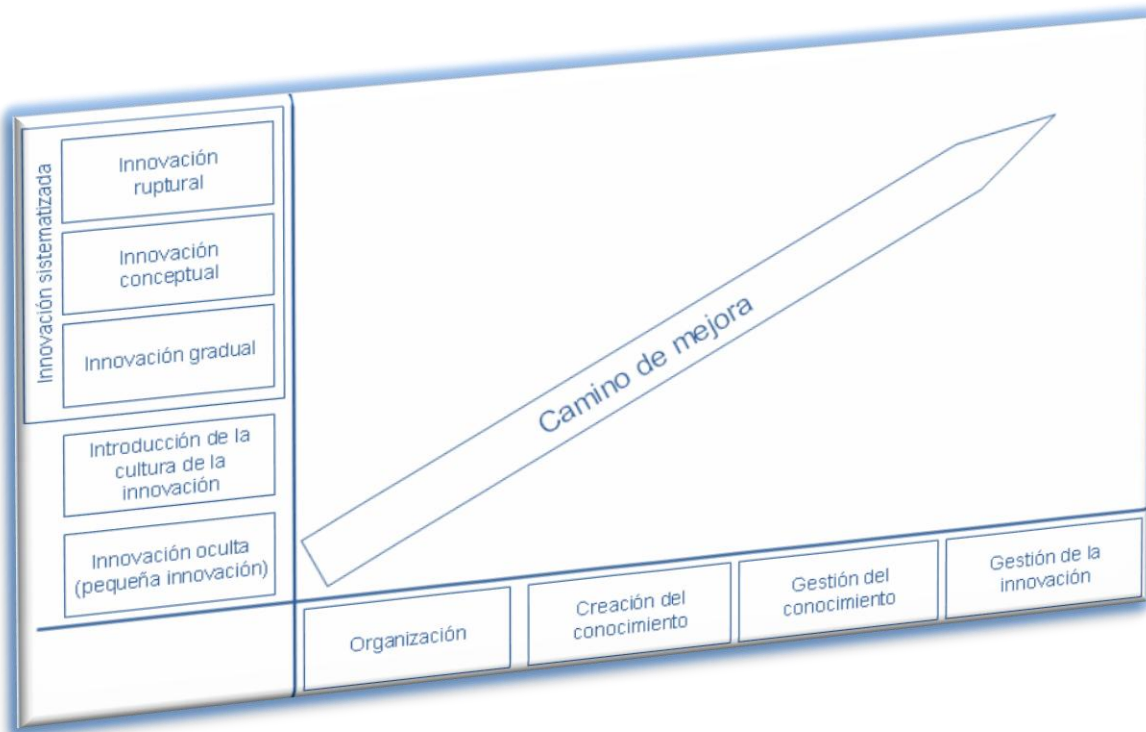 Innovación sistematizada
Innovación
ruptural
Innovación
conceptual
Innovación gradual
Introducción de la
cultura de la
innovación
Innovación oculta
(pequeña innovación)
Camino de mejora
Organización
Creación del
conocimiento
Gestión del
conocimiento
Gestión de la
innovación